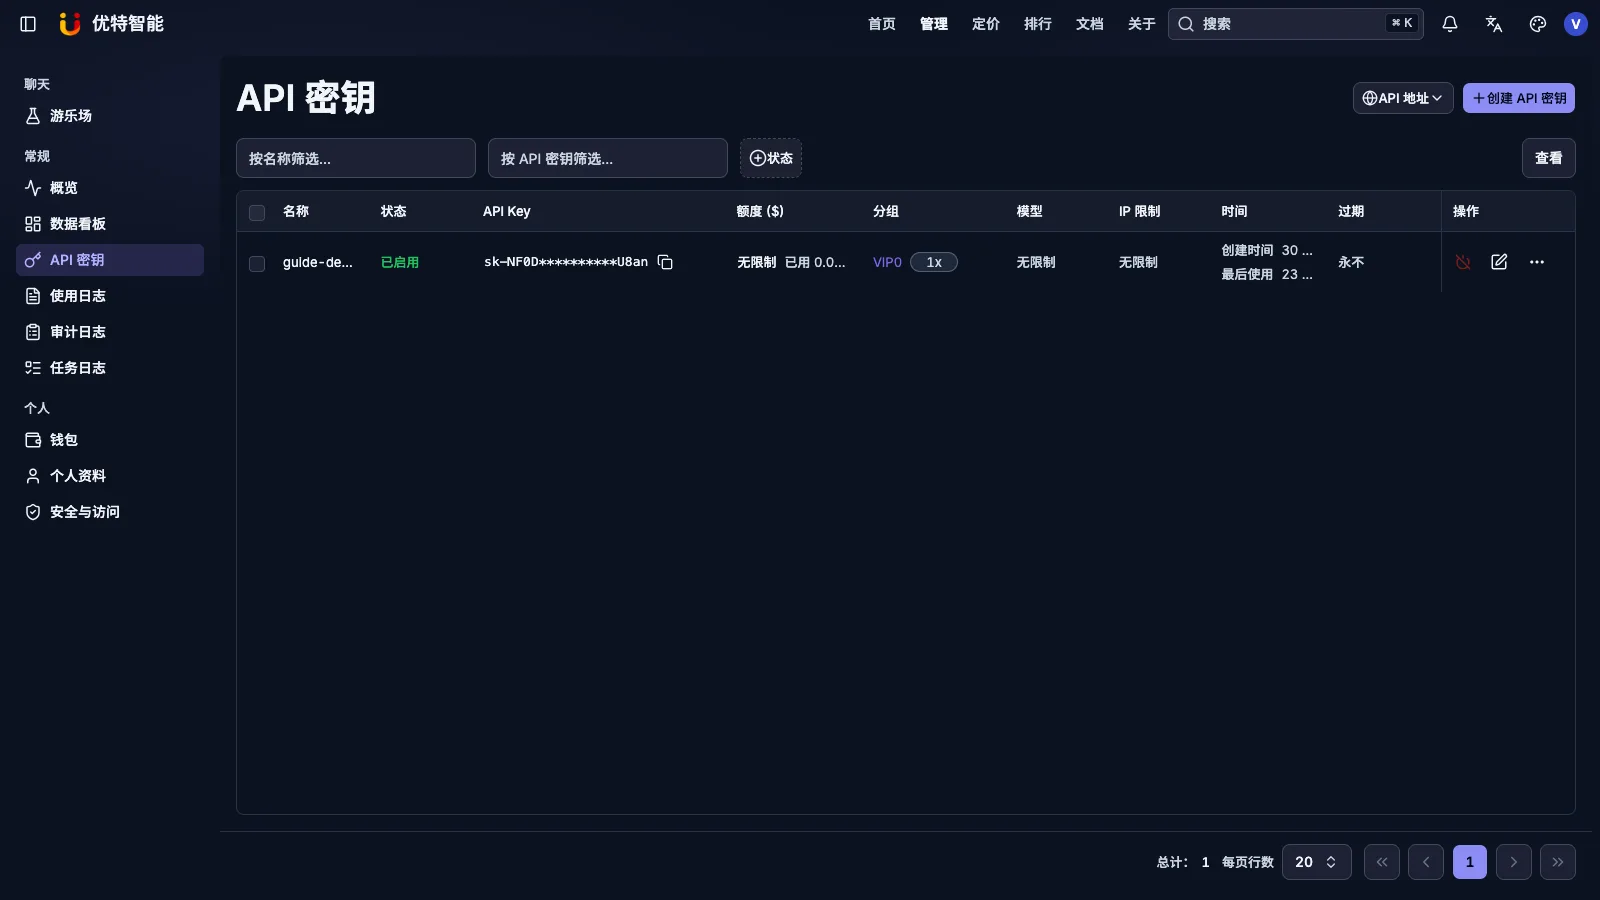 优特智能
首页 管理 定价 排行 文档 关于 搜索 ⌘ K V
聊天
游乐场
常规
概览
数据看板
API 密钥
使用日志
审计日志
任务日志
个人
钱包
个人资料
安全与访问
API 密钥
API 地址
创建 API 密钥
按名称筛选... 按 API 密钥筛选... 状态 查看
名称 状态 API Key 额度 ($) 分组 模型 IP 限制 时间 过期 操作
guide-de... 已启用 sk-NF0D**********U8an 无限制 已用 0.0... VIP0 1x 无限制 无限制 创建时间 30 ... 永不
最后使用 23 ...
总计： 1 每页行数 20 1